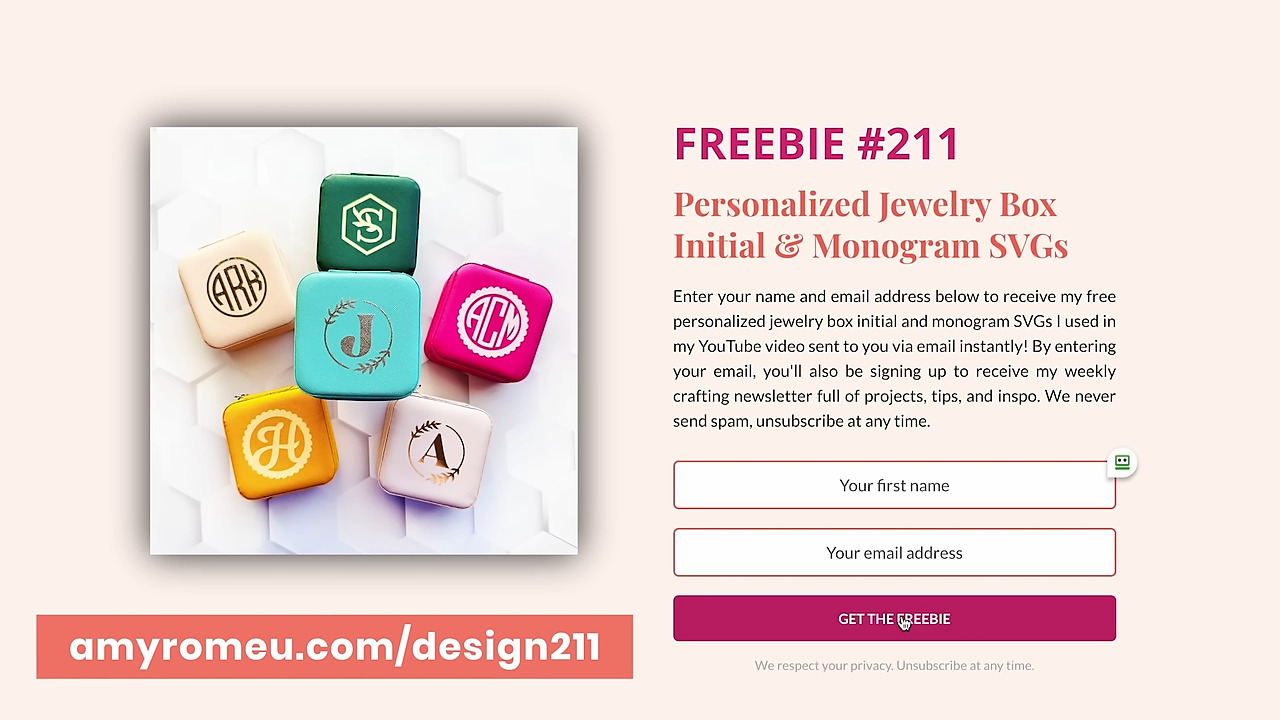 FREEBIE #211
Personalized Jewelry Box
Initial & Monogram SVGs
Enter your name and email address below to receive my free
personalized jewelry box initial and monogram SVGs I used in
my YouTube video sent to you via email instantly! By entering
your email, you'll also be signing up to receive my weekly
crafting newsletter full of projects, tips, and inspo. We never
send spam, unsubscribe at any time.
Your first name
Your email address
GET THE FREEBIE
We respect your privacy. Unsubscribe at any time.
S
ARK
J
ACM
H
A
amyromeu.com/design211